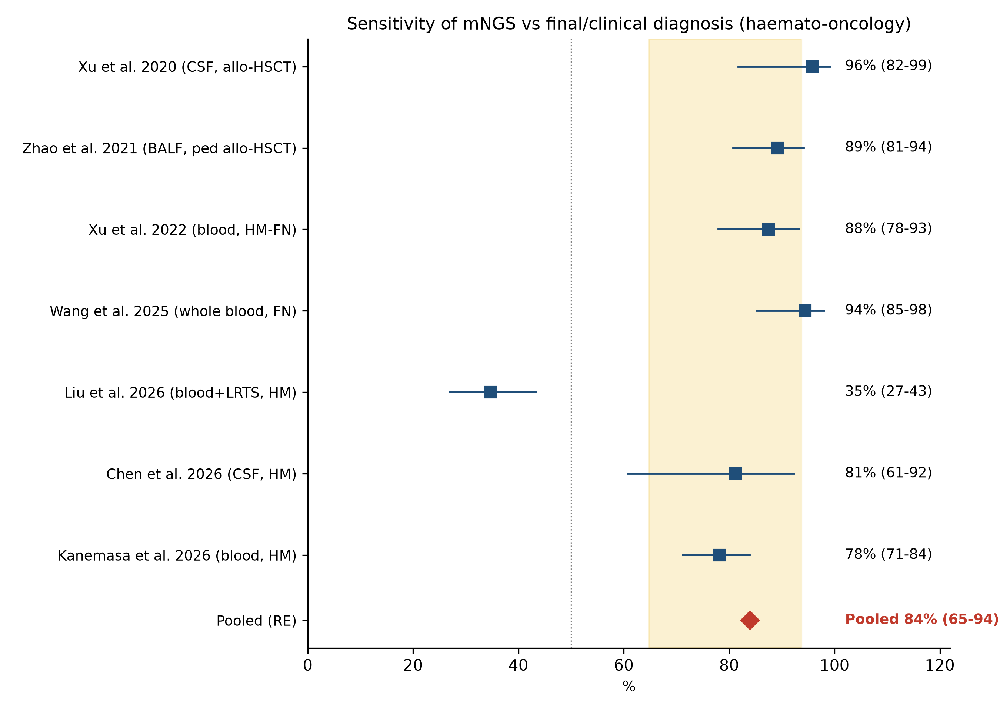 Sensitivity of mNGS vs final/clinical diagnosis (haemato-oncology)
Xu et al. 2020 (CSF, allo-HSCT) 96% (82-99)
Zhao et al. 2021 (BALF, ped allo-HSCT) 89% (81-94)
Xu et al. 2022 (blood, HM-FN) 88% (78-93)
Wang et al. 2025 (whole blood, FN) 94% (85-98)
Liu et al. 2026 (blood+LRTS, HM) 35% (27-43)
Chen et al. 2026 (CSF, HM) 81% (61-92)
Kanemasa et al. 2026 (blood, HM) 78% (71-84)
Pooled (RE) Pooled 84% (65-94)
0 20 40 60 80 100 120
%